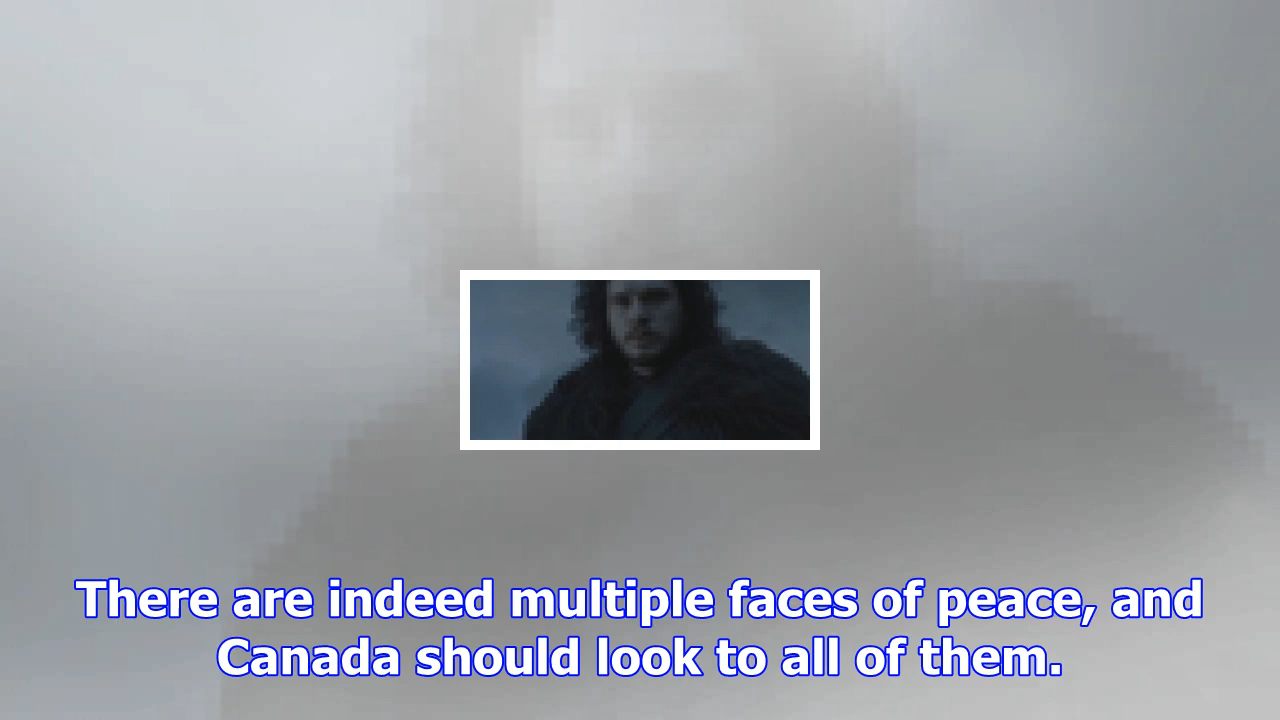 There are indeed multiple faces of peace, and
Canada should look to all of them.